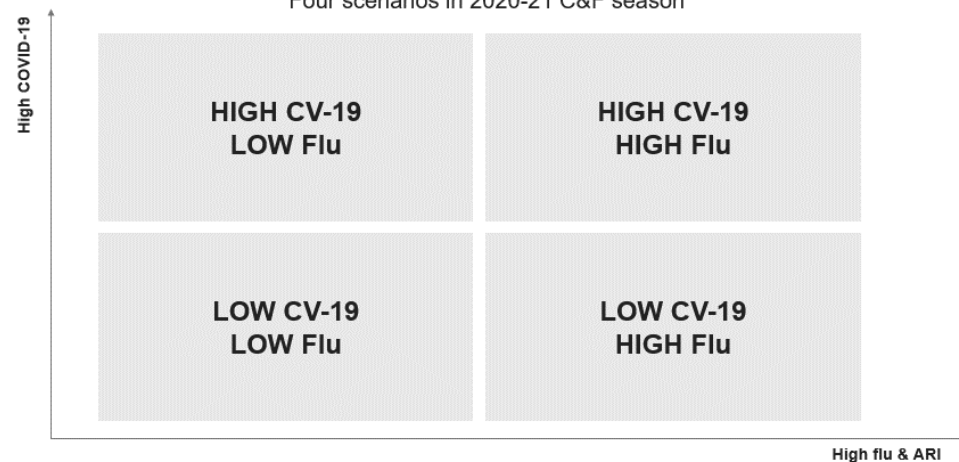 Four scenarios in 2020-21 C&F season
High COVID-19
HIGH CV-19
LOW Flu
HIGH CV-19
HIGH Flu
LOW CV-19
LOW Flu
LOW CV-19
HIGH Flu
High flu & ARI